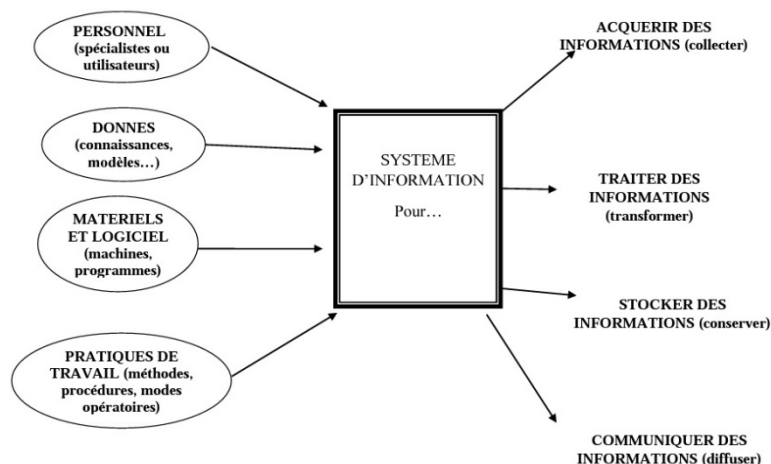 PERSONNEL
(spécialistes ou
utilisateurs)
DONNES
(connaissances,
modèles…)
MATERIELS
ET LOGICIEL
(machines,
programmes)
PRATIQUES DE
TRAVAIL (méthodes,
procédures, modes
opératoires)
SYSTEME
D’INFORMATION
Pour…
ACQUERIR DES
INFORMATIONS (collecter)
TRAITER DES
INFORMATIONS
(transformer)
STOCKER DES
INFORMATIONS (conserver)
COMMUNIQUER DES
INFORMATIONS (diffuser)